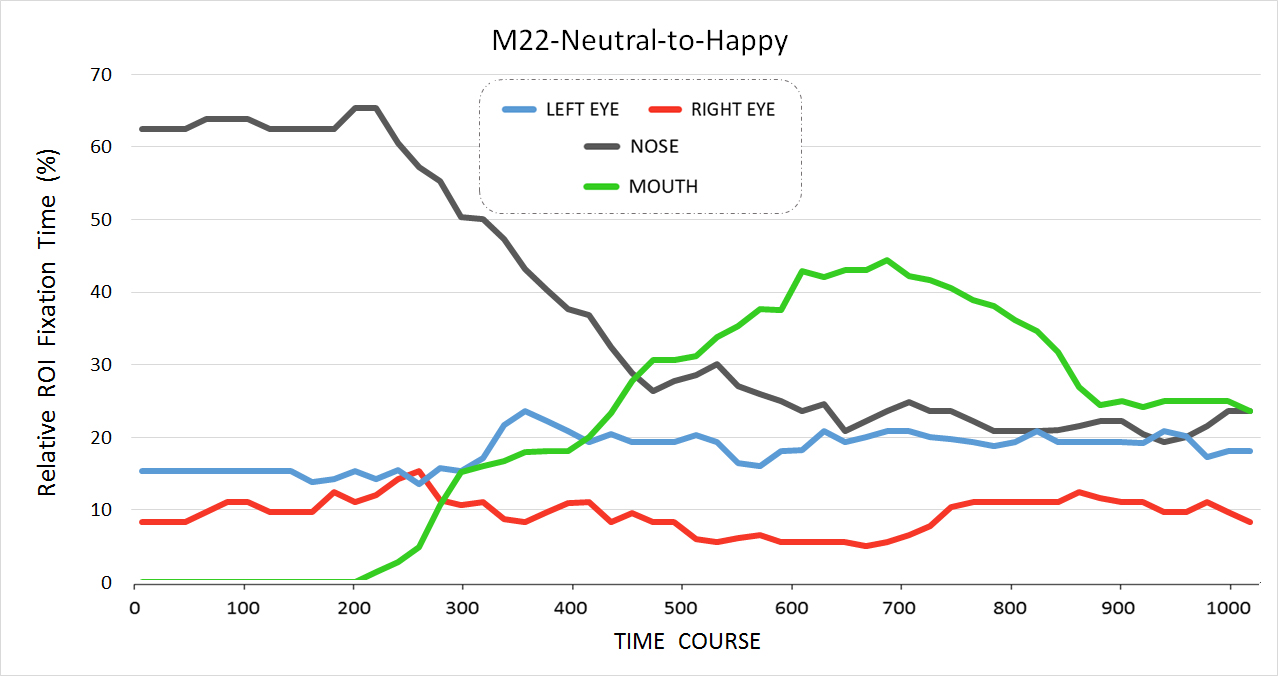 M22-Neutral-to-Happy
70
LEFT EYE RIGHT EYE
NOSE
MOUTH
60
50
40
30
20
10
0
Relative ROI Fixation Time (%)
0 100 200 300 400 500 600 700 800 900 1000
TIME COURSE